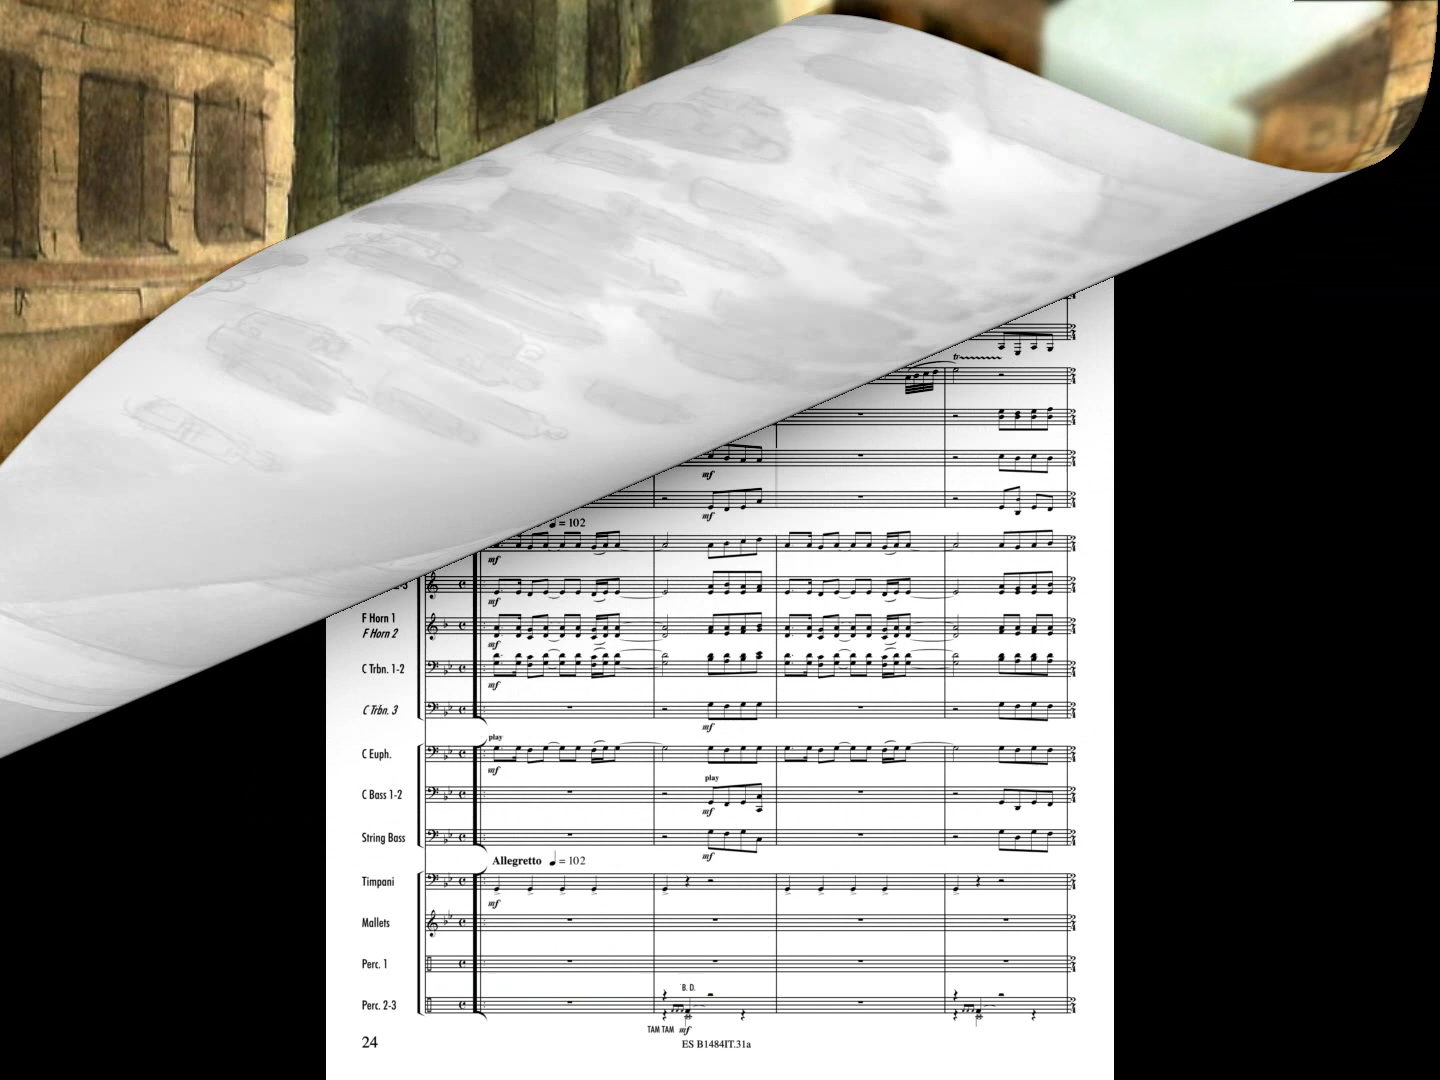 tr
mf
mf
♩ = 102
mf
mf
F Horn 1
F Horn 2
mf
C Trbn. 1-2
mf
C Trbn. 3
mf
play
C Euph.
mf
play
C Bass 1-2
mf
String Bass
mf
Allegretto ♩ = 102
Timpani
mf
Mallets
Perc. 1
B. D.
Perc. 2-3
TAM TAM mf
24
ES B1484IT.31a